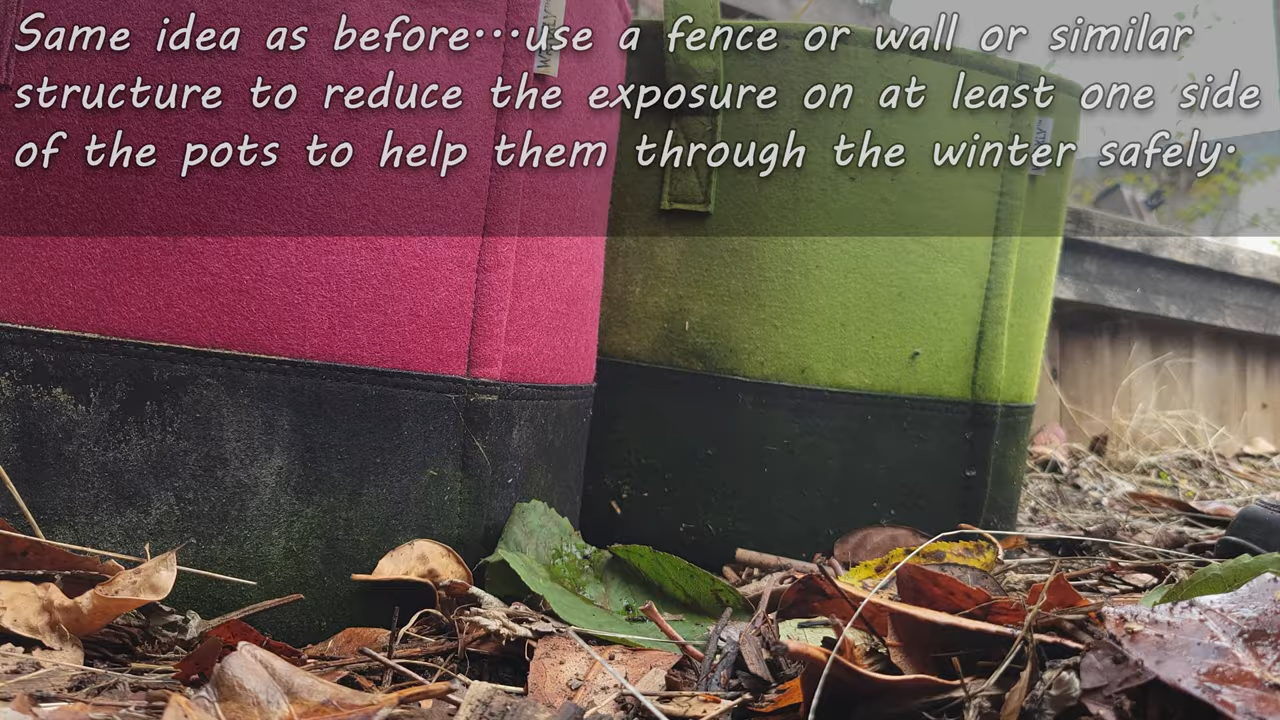 Same idea as before...use a fence or wall or similar
structure to reduce the exposure on at least one side
of the pots to help them through the winter safely.